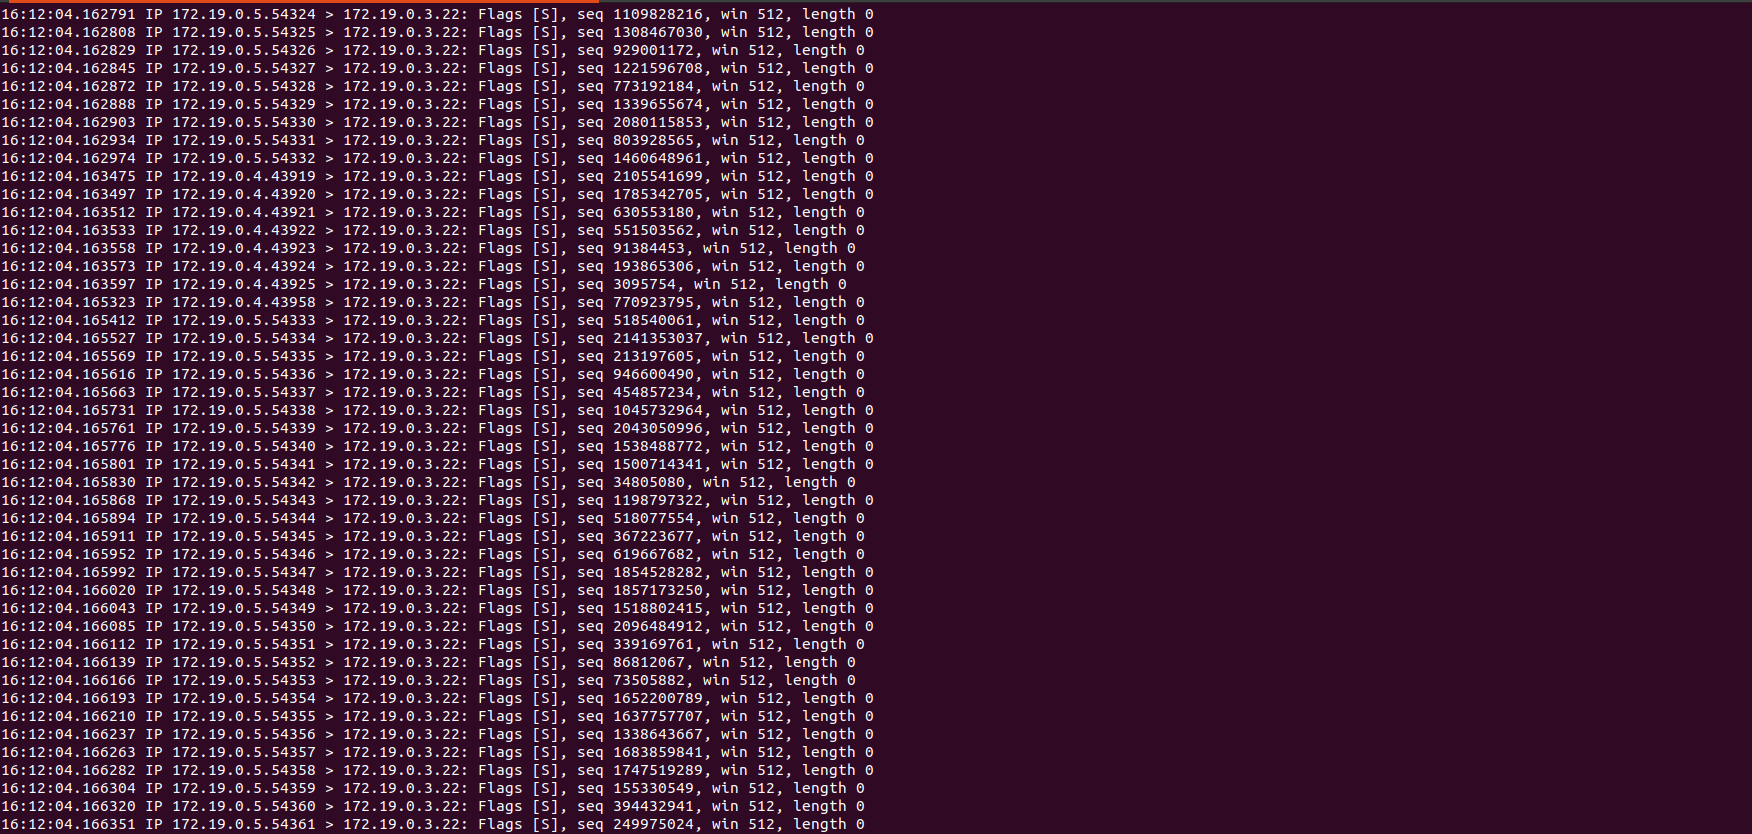 16:12:04.162791 IP 172.19.0.5.54324 > 172.19.0.3.22: Flags [S], seq 1109828216, win 512, length 0
16:12:04.162808 IP 172.19.0.5.54325 > 172.19.0.3.22: Flags [S], seq 1308467030, win 512, length 0
16:12:04.162829 IP 172.19.0.5.54326 > 172.19.0.3.22: Flags [S], seq 929001172, win 512, length 0
16:12:04.162845 IP 172.19.0.5.54327 > 172.19.0.3.22: Flags [S], seq 1221596708, win 512, length 0
16:12:04.162872 IP 172.19.0.5.54328 > 172.19.0.3.22: Flags [S], seq 773192184, win 512, length 0
16:12:04.162888 IP 172.19.0.5.54329 > 172.19.0.3.22: Flags [S], seq 1339655674, win 512, length 0
16:12:04.162903 IP 172.19.0.5.54330 > 172.19.0.3.22: Flags [S], seq 2080115853, win 512, length 0
16:12:04.162934 IP 172.19.0.5.54331 > 172.19.0.3.22: Flags [S], seq 803928565, win 512, length 0
16:12:04.162974 IP 172.19.0.5.54332 > 172.19.0.3.22: Flags [S], seq 1460648961, win 512, length 0
16:12:04.163475 IP 172.19.0.4.43919 > 172.19.0.3.22: Flags [S], seq 2105541699, win 512, length 0
16:12:04.163497 IP 172.19.0.4.43920 > 172.19.0.3.22: Flags [S], seq 1785342705, win 512, length 0
16:12:04.163512 IP 172.19.0.4.43921 > 172.19.0.3.22: Flags [S], seq 630553180, win 512, length 0
16:12:04.163533 IP 172.19.0.4.43922 > 172.19.0.3.22: Flags [S], seq 551503562, win 512, length 0
16:12:04.163558 IP 172.19.0.4.43923 > 172.19.0.3.22: Flags [S], seq 91384453, win 512, length 0
16:12:04.163573 IP 172.19.0.4.43924 > 172.19.0.3.22: Flags [S], seq 193865306, win 512, length 0
16:12:04.163597 IP 172.19.0.4.43925 > 172.19.0.3.22: Flags [S], seq 3095754, win 512, length 0
16:12:04.165323 IP 172.19.0.4.43958 > 172.19.0.3.22: Flags [S], seq 770923795, win 512, length 0
16:12:04.165412 IP 172.19.0.5.54333 > 172.19.0.3.22: Flags [S], seq 518540061, win 512, length 0
16:12:04.165527 IP 172.19.0.5.54334 > 172.19.0.3.22: Flags [S], seq 2141353037, win 512, length 0
16:12:04.165569 IP 172.19.0.5.54335 > 172.19.0.3.22: Flags [S], seq 213197605, win 512, length 0
16:12:04.165616 IP 172.19.0.5.54336 > 172.19.0.3.22: Flags [S], seq 946600490, win 512, length 0
16:12:04.165663 IP 172.19.0.5.54337 > 172.19.0.3.22: Flags [S], seq 454857234, win 512, length 0
16:12:04.165731 IP 172.19.0.5.54338 > 172.19.0.3.22: Flags [S], seq 1045732964, win 512, length 0
16:12:04.165761 IP 172.19.0.5.54339 > 172.19.0.3.22: Flags [S], seq 2043050996, win 512, length 0
16:12:04.165776 IP 172.19.0.5.54340 > 172.19.0.3.22: Flags [S], seq 1538488772, win 512, length 0
16:12:04.165801 IP 172.19.0.5.54341 > 172.19.0.3.22: Flags [S], seq 1500714341, win 512, length 0
16:12:04.165830 IP 172.19.0.5.54342 > 172.19.0.3.22: Flags [S], seq 34805080, win 512, length 0
16:12:04.165868 IP 172.19.0.5.54343 > 172.19.0.3.22: Flags [S], seq 1198797322, win 512, length 0
16:12:04.165894 IP 172.19.0.5.54344 > 172.19.0.3.22: Flags [S], seq 518077554, win 512, length 0
16:12:04.165911 IP 172.19.0.5.54345 > 172.19.0.3.22: Flags [S], seq 367223677, win 512, length 0
16:12:04.165952 IP 172.19.0.5.54346 > 172.19.0.3.22: Flags [S], seq 619667682, win 512, length 0
16:12:04.165992 IP 172.19.0.5.54347 > 172.19.0.3.22: Flags [S], seq 1854528282, win 512, length 0
16:12:04.166020 IP 172.19.0.5.54348 > 172.19.0.3.22: Flags [S], seq 1857173250, win 512, length 0
16:12:04.166043 IP 172.19.0.5.54349 > 172.19.0.3.22: Flags [S], seq 1518802415, win 512, length 0
16:12:04.166085 IP 172.19.0.5.54350 > 172.19.0.3.22: Flags [S], seq 2096484912, win 512, length 0
16:12:04.166112 IP 172.19.0.5.54351 > 172.19.0.3.22: Flags [S], seq 339169761, win 512, length 0
16:12:04.166139 IP 172.19.0.5.54352 > 172.19.0.3.22: Flags [S], seq 86812067, win 512, length 0
16:12:04.166166 IP 172.19.0.5.54353 > 172.19.0.3.22: Flags [S], seq 73505882, win 512, length 0
16:12:04.166193 IP 172.19.0.5.54354 > 172.19.0.3.22: Flags [S], seq 1652200789, win 512, length 0
16:12:04.166210 IP 172.19.0.5.54355 > 172.19.0.3.22: Flags [S], seq 1637757707, win 512, length 0
16:12:04.166237 IP 172.19.0.5.54356 > 172.19.0.3.22: Flags [S], seq 1338643667, win 512, length 0
16:12:04.166263 IP 172.19.0.5.54357 > 172.19.0.3.22: Flags [S], seq 1683859841, win 512, length 0
16:12:04.166282 IP 172.19.0.5.54358 > 172.19.0.3.22: Flags [S], seq 1747519289, win 512, length 0
16:12:04.166304 IP 172.19.0.5.54359 > 172.19.0.3.22: Flags [S], seq 155330549, win 512, length 0
16:12:04.166320 IP 172.19.0.5.54360 > 172.19.0.3.22: Flags [S], seq 394432941, win 512, length 0
16:12:04.166351 IP 172.19.0.5.54361 > 172.19.0.3.22: Flags [S], seq 249975024, win 512, length 0